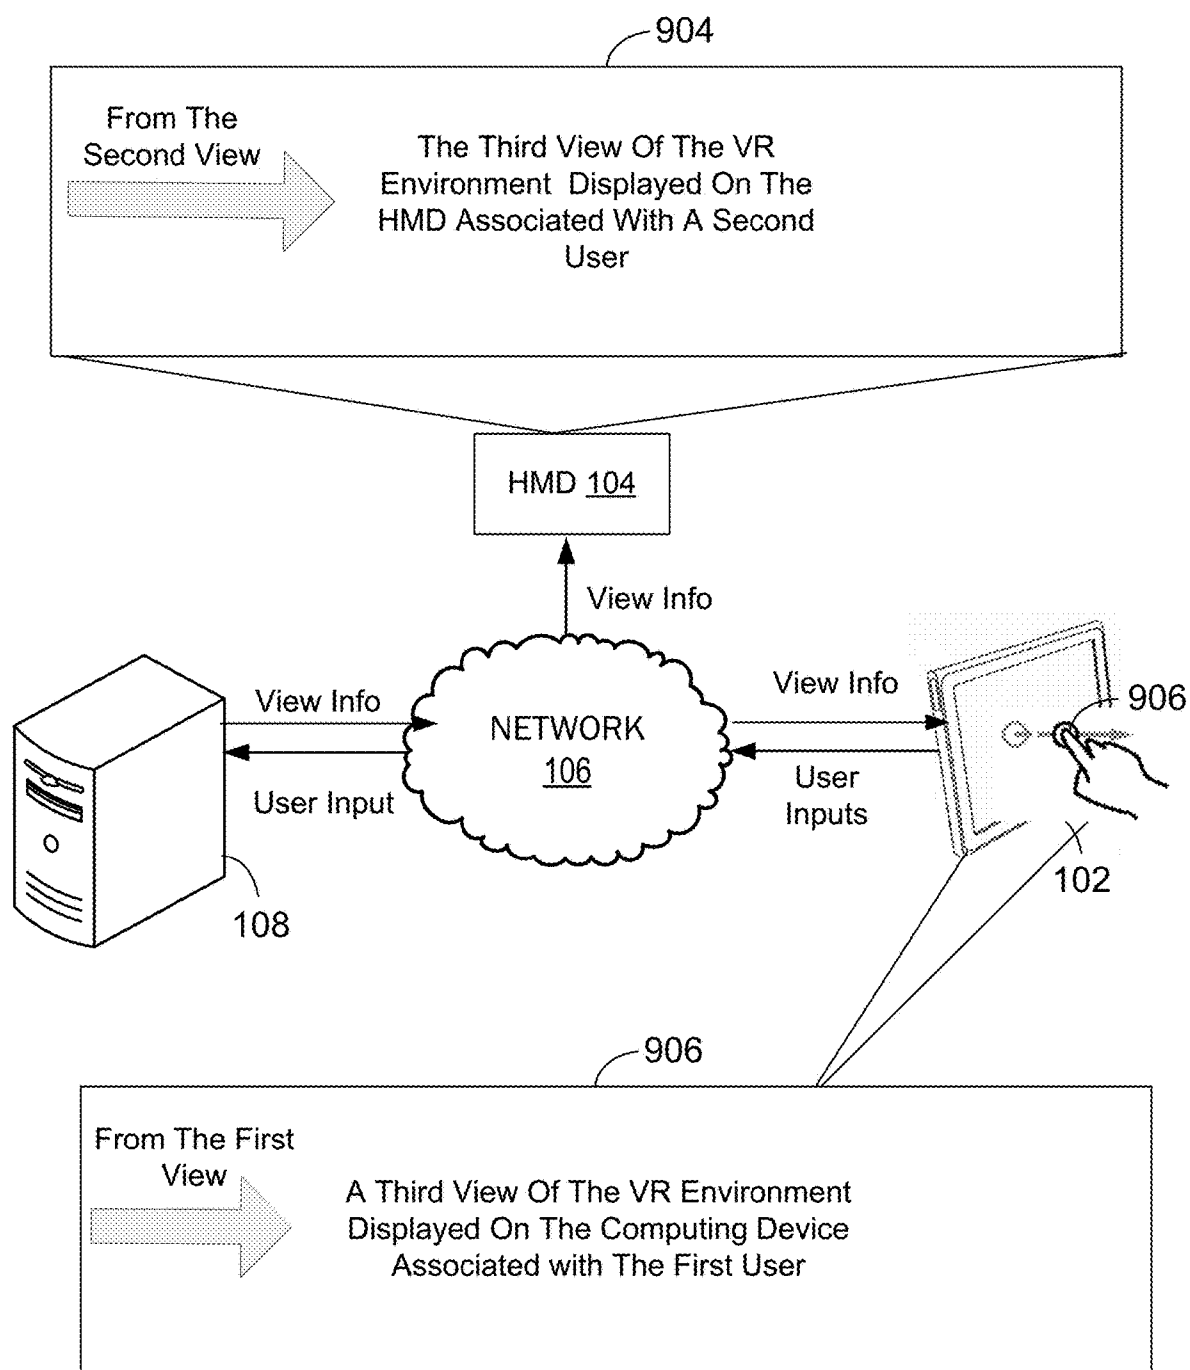 904
From The
Second View
The Third View Of The VR
Environment Displayed On The
HMD Associated With A Second
User
HMD 104
View Info
View Info
NETWORK
106
User Input
View Info
User
Inputs
906
108
102
906
From The First
View
A Third View Of The VR Environment
Displayed On The Computing Device
Associated with The First User